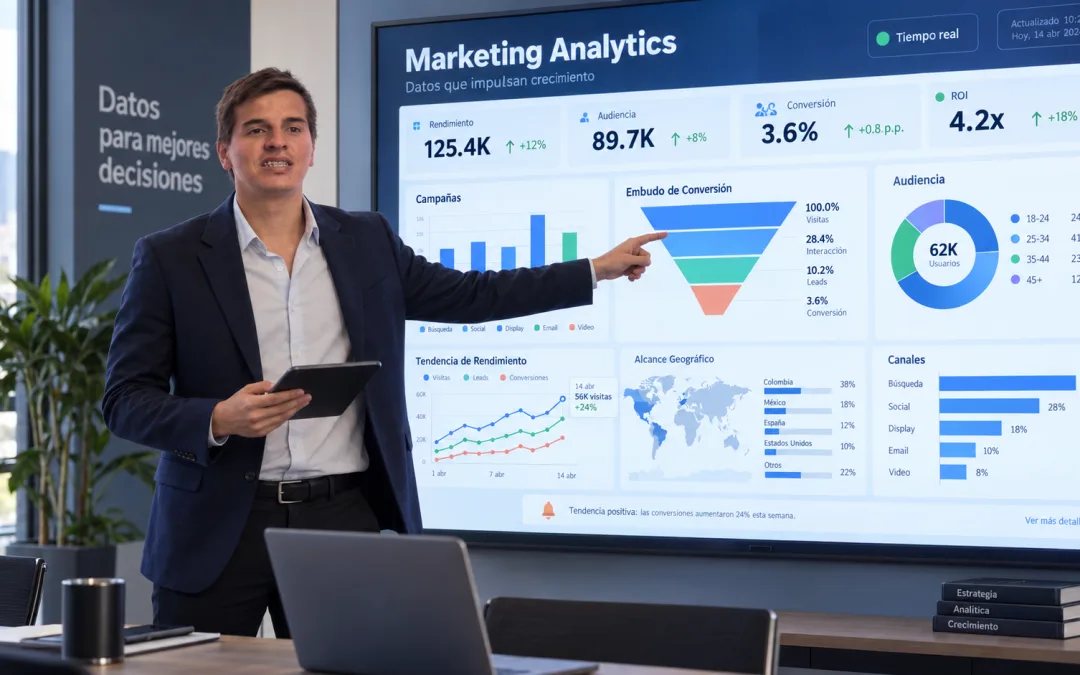 Datos
para mejores
decisiones
Marketing Analytics
Datos que impulsan crecimiento
Tiempo real
Actualizado
Hoy, 14 abr
Rendimiento
125.4K
+12%
Audiencia
89.7K
+8%
Conversión
3.6%
+0.8 p.p.
ROI
4.2x
+18%
Campañas
Búsqueda
Social
Display
Email
Video
Embudo de Conversión
100.0%
Visitas
28.4%
Interacción
10.2%
Leads
3.6%
Conversión
Audiencia
62K
Usuarios
18-24
25-34
35-44
45+
Tendencia de Rendimiento
Visitas
Leads
Conversiones
60K
40K
20K
0
1 abr
7 abr
14 abr
14 abr
56K visitas
+24%
Alcance Geográfico
Colombia 38%
México 18%
España 12%
Estados Unidos 10%
Otros 22%
Canales
Búsqueda
Social 28%
Display 18%
Email 10%
Video 8%
Tendencia positiva: las conversiones aumentaron 24% esta semana.
Ver más
Estrategia
Analítica
Crecimiento